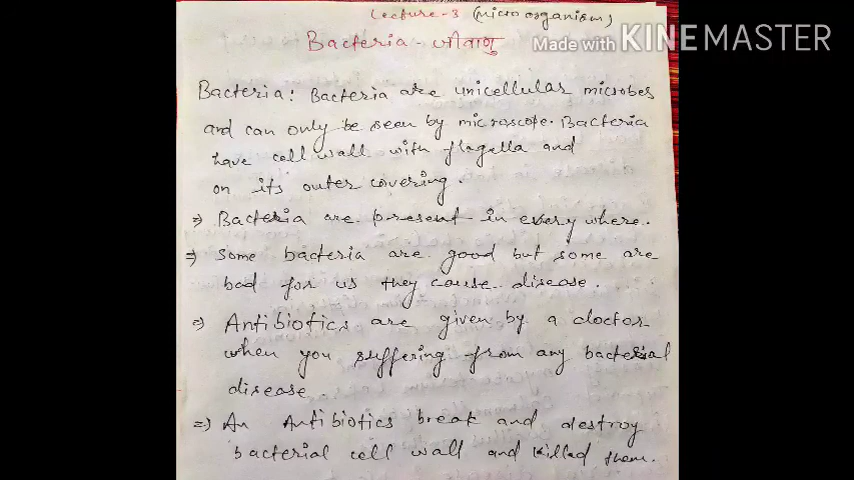 Lecture-3 (microorganism)
Bacteria - जीवाणु
Made with KINEMASTER
Bacteria: Bacteria are unicellular microbes
and can only be seen by microscope. Bacteria
have cell wall with flagella and
on its outer covering.
⇒ Bacteria are present in every where.
⇒ Some bacteria are good but some are
bad for us they cause disease.
⇒ Antibiotics are given by a doctor
when you suffering from any bacterial
disease
⇒ An Antibiotics break and destroy
bacterial cell wall and killed them.